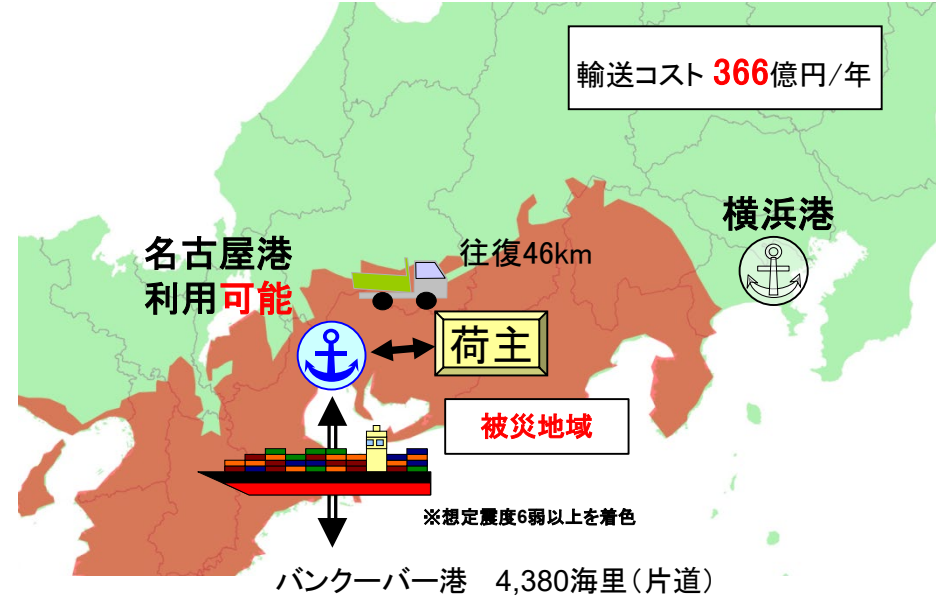 輸送コスト 366億円/年
横浜港
名古屋港
利用可能
往復46km
荷主
被災地域
※想定震度6弱以上を着色
バンクーバー港　4,380海里（片道）